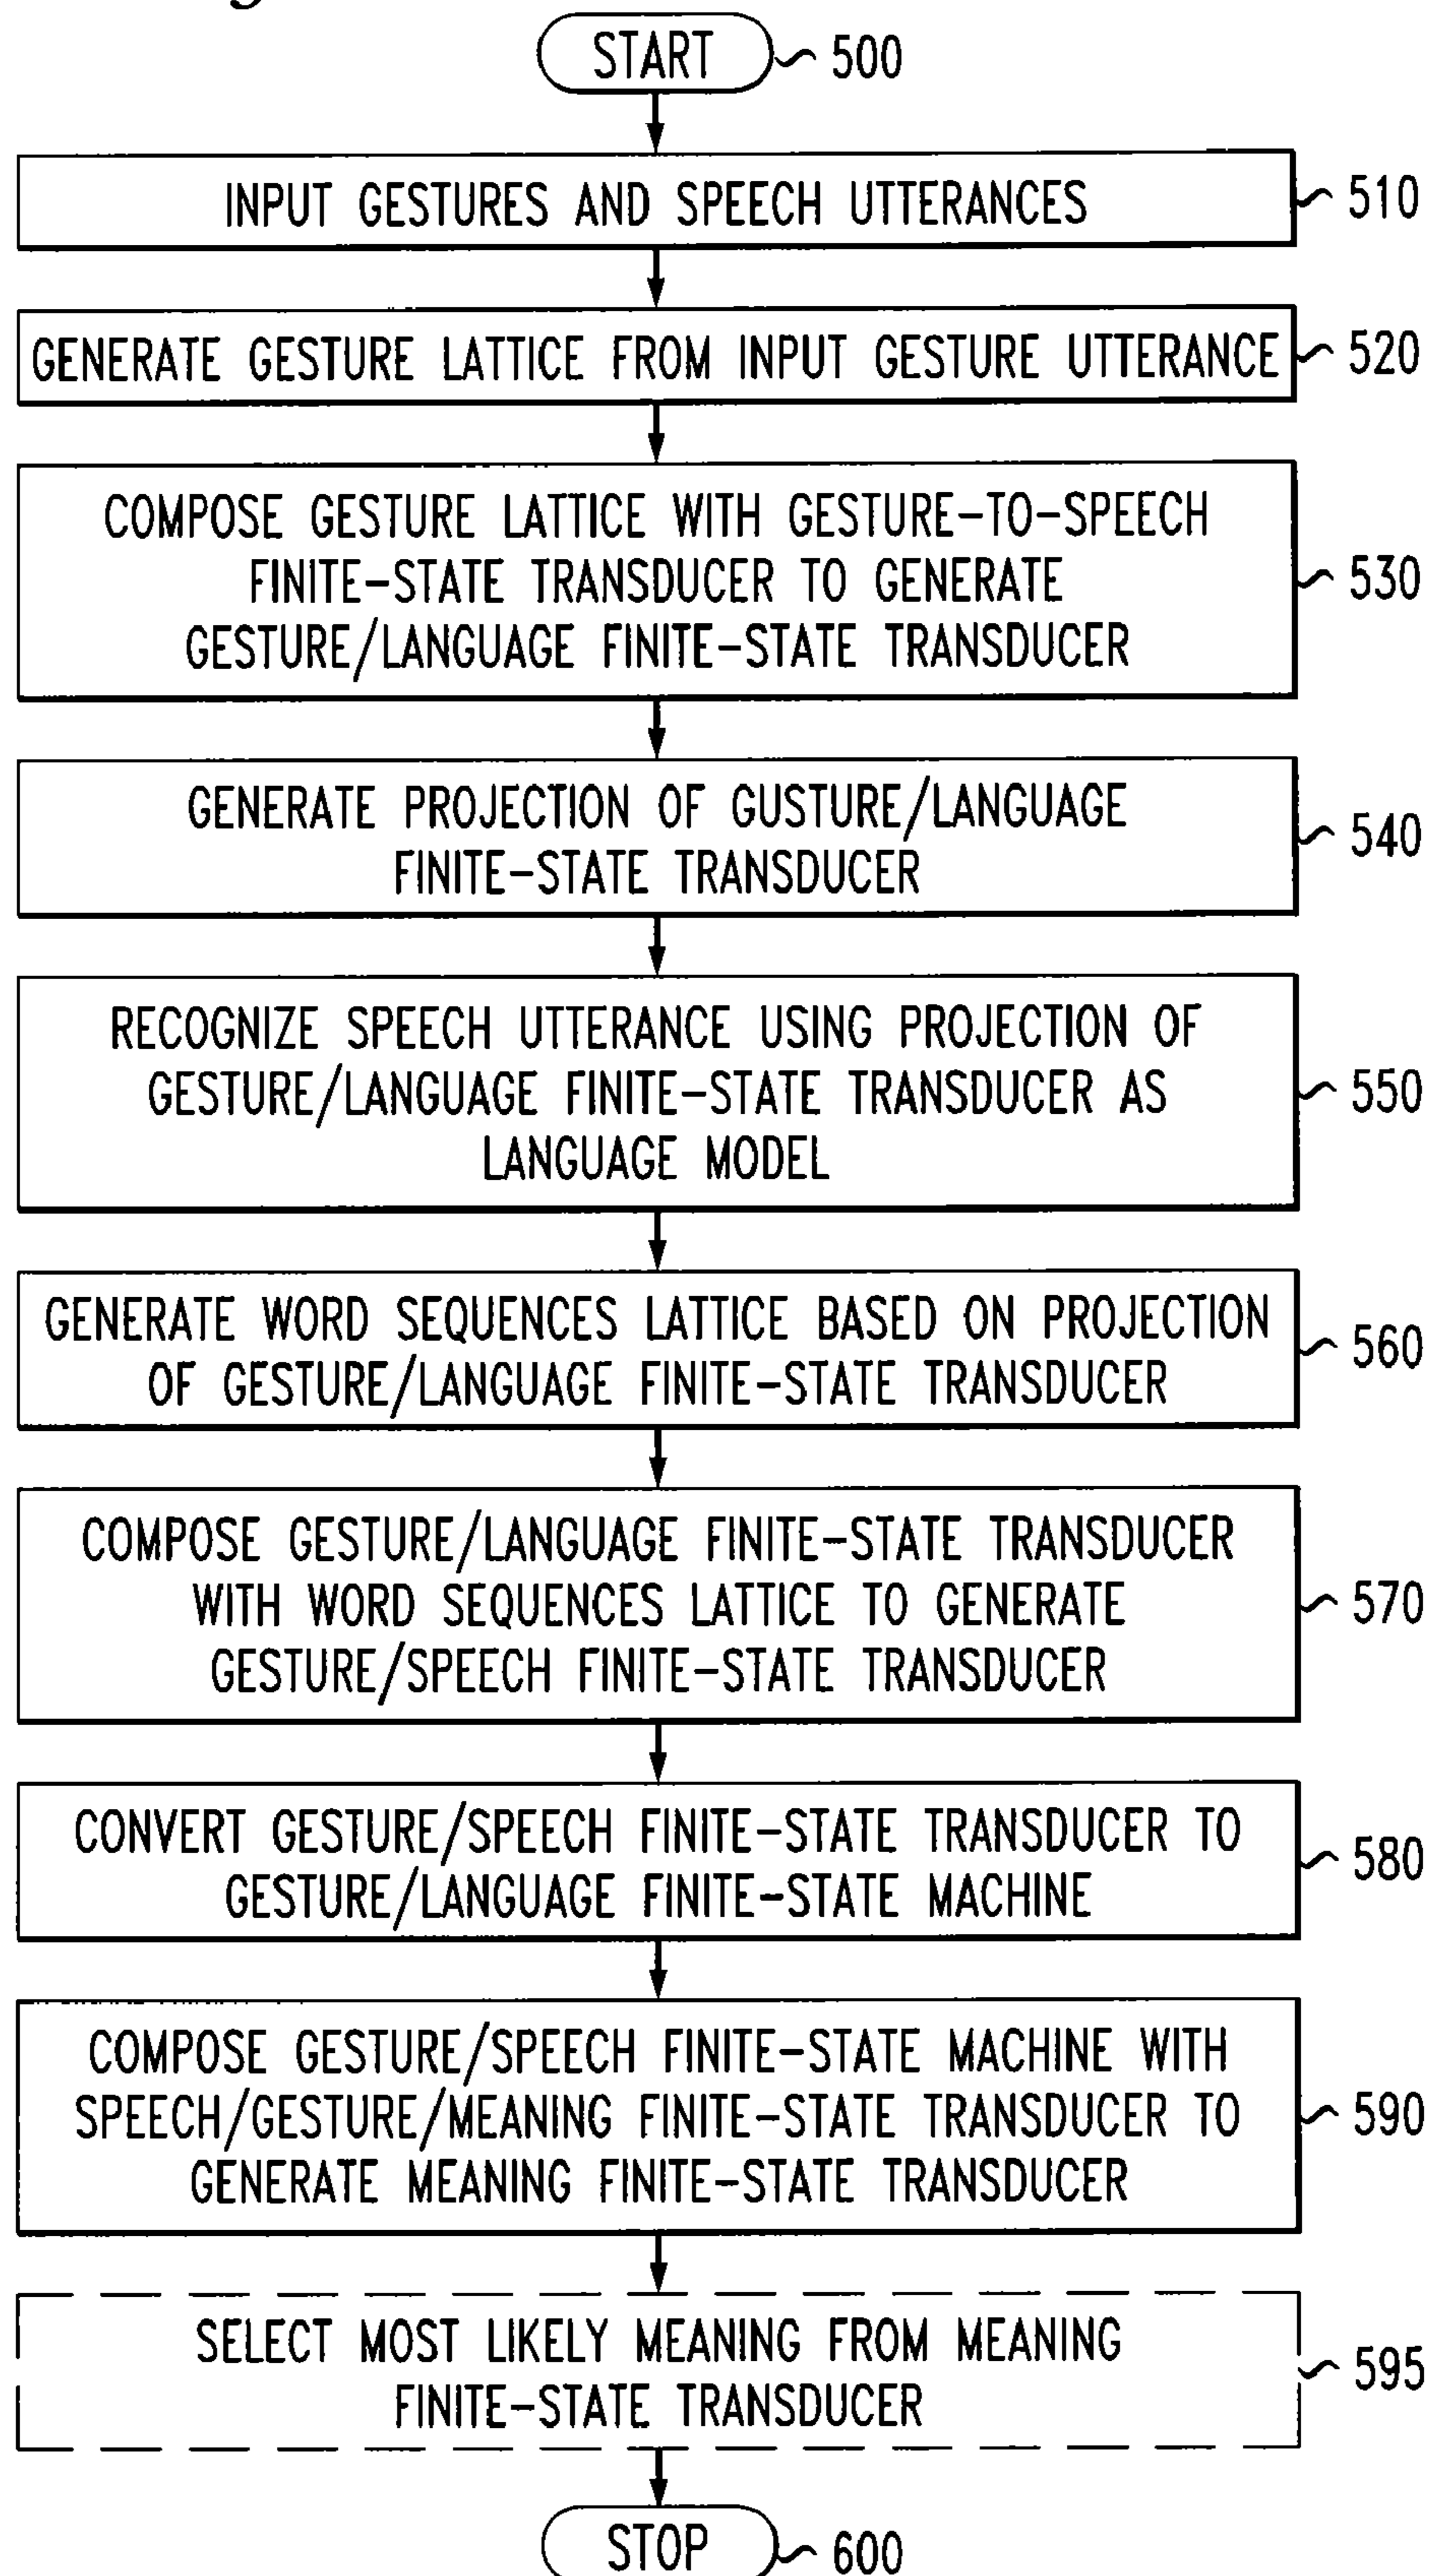 START 500
INPUT GESTURES AND SPEECH UTTERANCES 510
GENERATE GESTURE LATTICE FROM INPUT GESTURE UTTERANCE 520
COMPOSE GESTURE LATTICE WITH GESTURE-TO-SPEECH
FINITE-STATE TRANSDUCER TO GENERATE 530
GESTURE/LANGUAGE FINITE-STATE TRANSDUCER
GENERATE PROJECTION OF GUSTURE/LANGUAGE 540
FINITE-STATE TRANSDUCER
RECOGNIZE SPEECH UTTERANCE USING PROJECTION OF
GESTURE/LANGUAGE FINITE-STATE TRANSDUCER AS 550
LANGUAGE MODEL
GENERATE WORD SEQUENCES LATTICE BASED ON PROJECTION 560
OF GESTURE/LANGUAGE FINITE-STATE TRANSDUCER
COMPOSE GESTURE/LANGUAGE FINITE-STATE TRANSDUCER
WITH WORD SEQUENCES LATTICE TO GENERATE 570
GESTURE/SPEECH FINITE-STATE TRANSDUCER
CONVERT GESTURE/SPEECH FINITE-STATE TRANSDUCER TO 580
GESTURE/LANGUAGE FINITE-STATE MACHINE
COMPOSE GESTURE/SPEECH FINITE-STATE MACHINE WITH
SPEECH/GESTURE/MEANING FINITE-STATE TRANSDUCER TO 590
GENERATE MEANING FINITE-STATE TRANSDUCER
SELECT MOST LIKELY MEANING FROM MEANING 595
FINITE-STATE TRANSDUCER
STOP 600